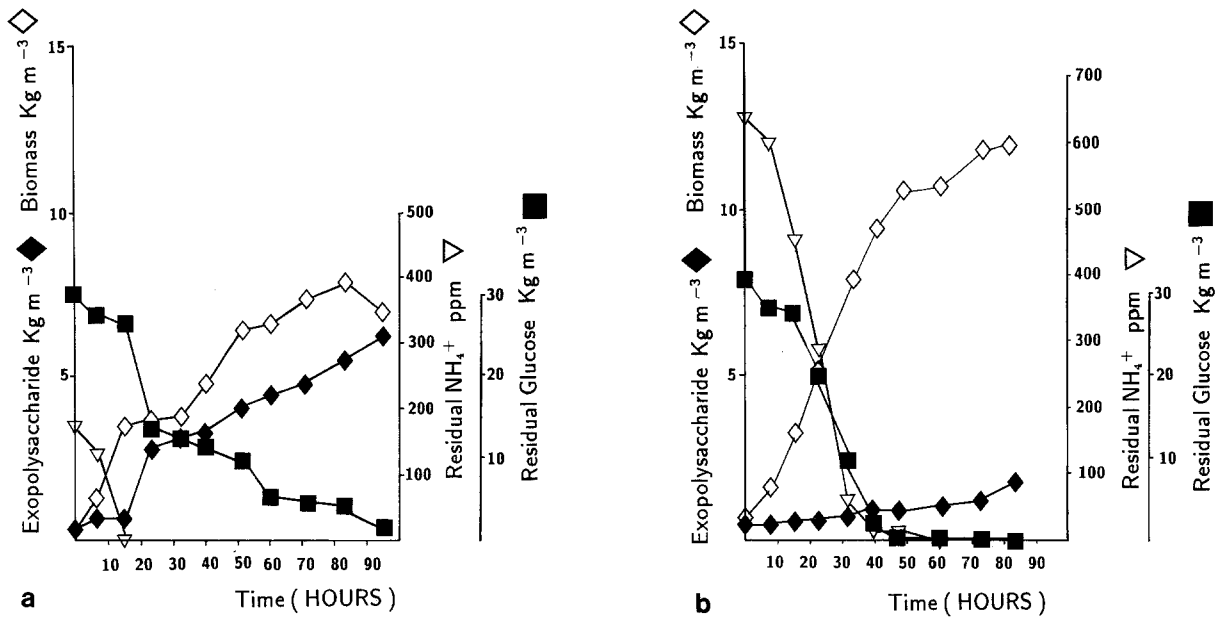 Exopolysaccharide Kg m⁻³ Biomass Kg m⁻³
15
10
5
500
400
300
200
100
Residual NH₄⁺ ppm
30
20
10
Residual Glucose Kg m⁻³
10 20 30 40 50 60 70 80 90
a Time ( HOURS )
Exopolysaccharide Kg m⁻³ Biomass Kg m⁻³
15
10
5
700
600
500
400
300
200
100
Residual NH₄⁺ ppm
30
20
10
Residual Glucose Kg m⁻³
10 20 30 40 50 60 70 80 90
b Time ( HOURS )